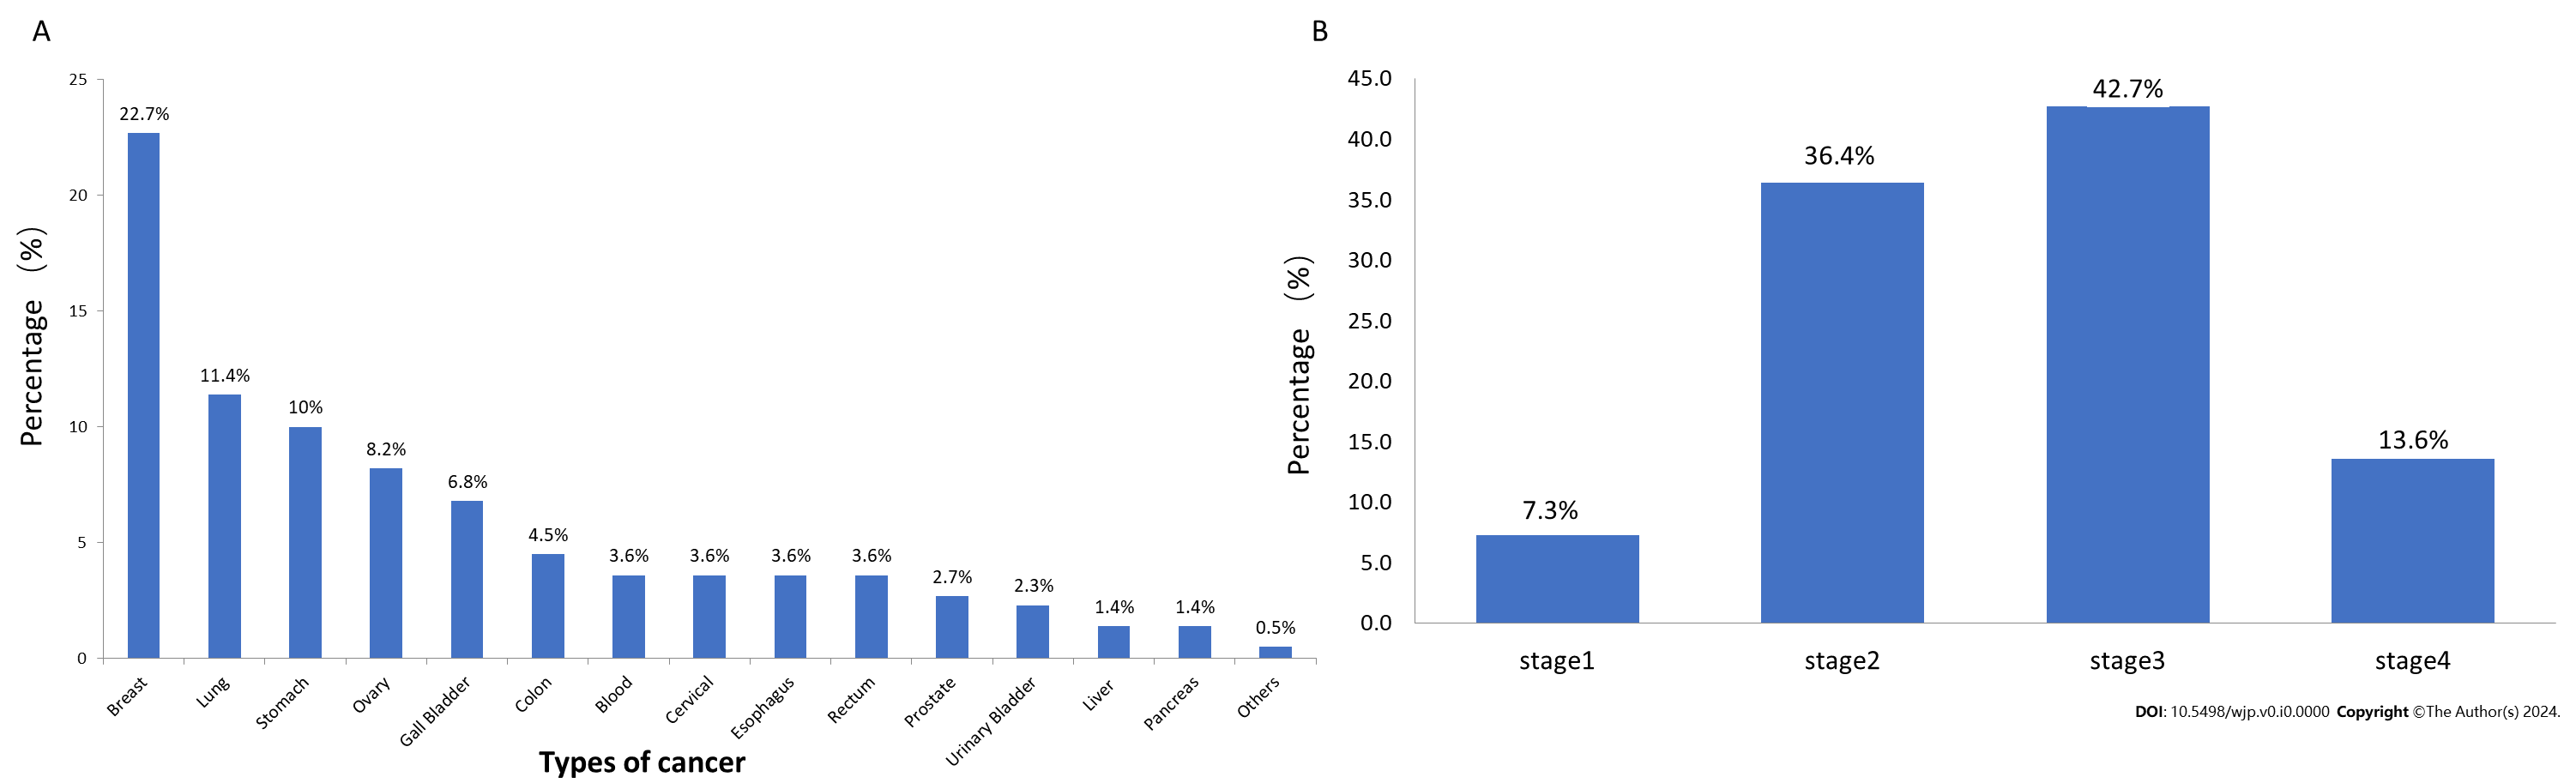 A
25
20
15
10
5
0
Percentage (%)
22.7%
11.4%
10%
8.2%
6.8%
4.5%
3.6%
3.6%
3.6%
3.6%
2.7%
2.3%
1.4%
1.4%
0.5%
Breast
Lung
Stomach
Ovary
Gall Bladder
Colon
Blood
Cervical
Esophagus
Rectum
Prostate
Urinary Bladder
Liver
Pancreas
Others
Types of cancer
B
45.0
40.0
35.0
30.0
25.0
20.0
15.0
10.0
5.0
0.0
Percentage (%)
7.3%
36.4%
42.7%
13.6%
stage1
stage2
stage3
stage4
DOI: 10.5498/wjp.v0.i0.0000 Copyright ©The Author(s) 2024.